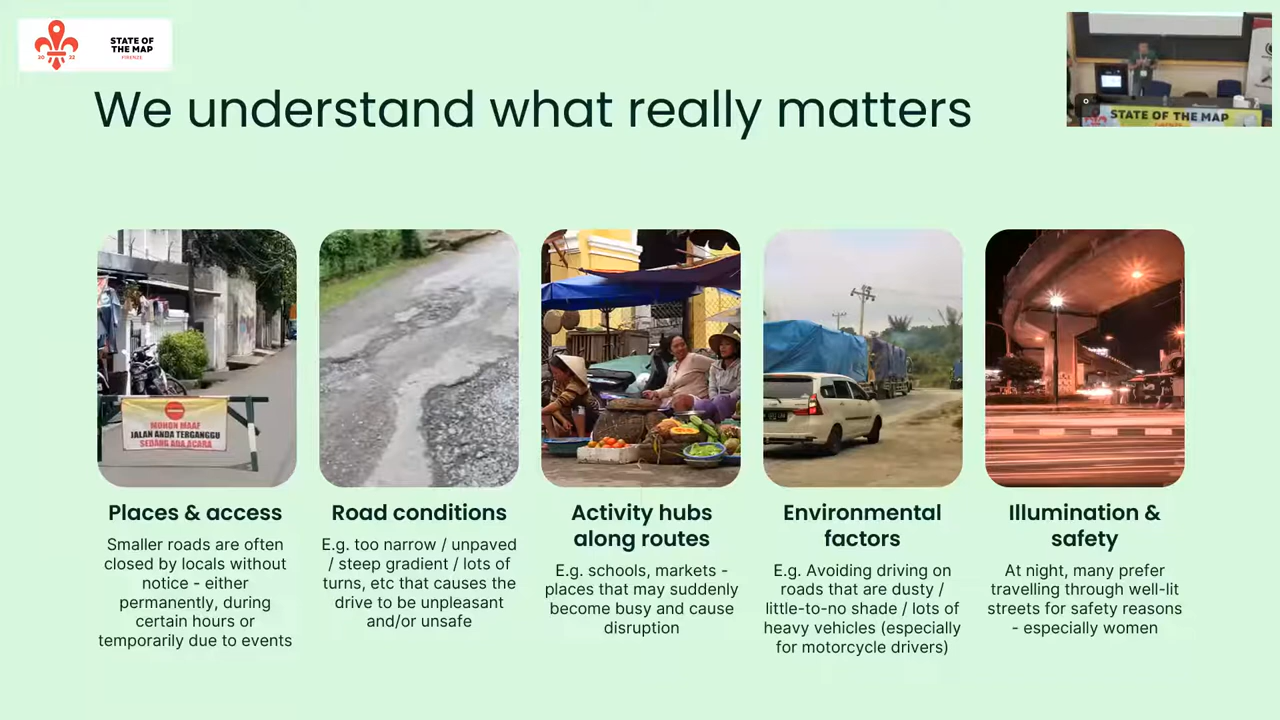 20 22
STATE OF
THE MAP
FIRENZE
STATE OF THE MAP
We understand what really matters
MOHON MAAF
JALAN ANDA TERGANGGU
SEDANG ADA ACARA
Places & access
Smaller roads are often
closed by locals without
notice - either
permanently, during
certain hours or
temporarily due to events
Road conditions
E.g. too narrow / unpaved
/ steep gradient / lots of
turns, etc that causes the
drive to be unpleasant
and/or unsafe
Activity hubs
along routes
E.g. schools, markets -
places that may suddenly
become busy and cause
disruption
Environmental
factors
E.g. Avoiding driving on
roads that are dusty /
little-to-no shade / lots of
heavy vehicles (especially
for motorcycle drivers)
Illumination &
safety
At night, many prefer
travelling through well-lit
streets for safety reasons
- especially women